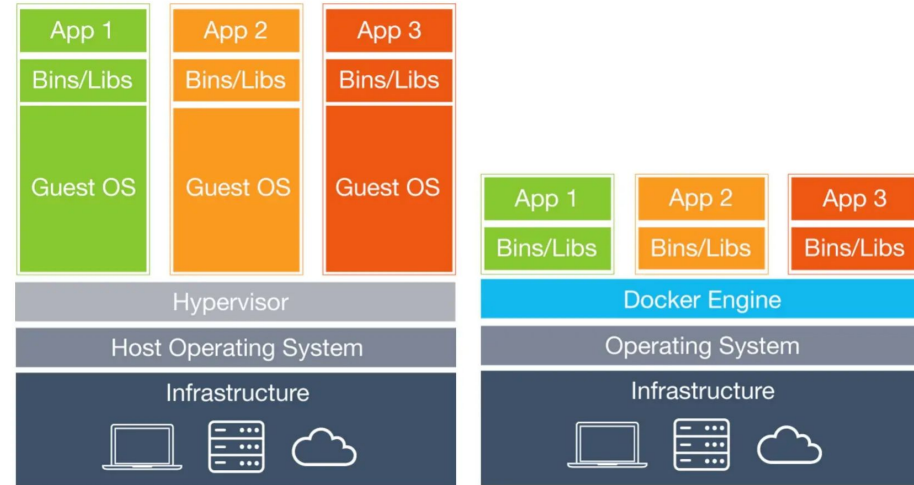 App 1
App 2
App 3
Bins/Libs
Bins/Libs
Bins/Libs
Guest OS
Guest OS
Guest OS
Hypervisor
Host Operating System
Infrastructure
App 1
App 2
App 3
Bins/Libs
Bins/Libs
Bins/Libs
Docker Engine
Operating System
Infrastructure